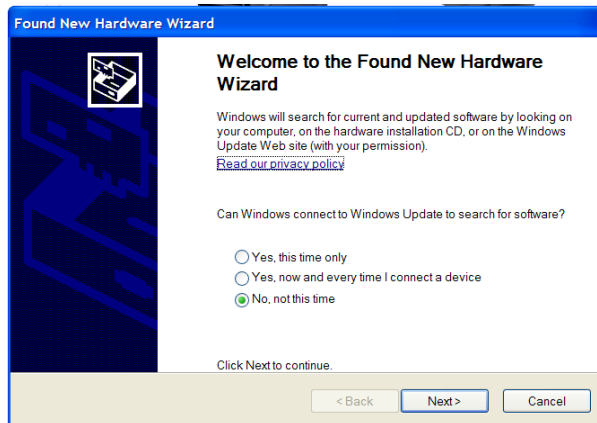 Found New Hardware Wizard
Welcome to the Found New Hardware
Wizard
Windows will search for current and updated software by looking on
your computer, on the hardware installation CD, or on the Windows
Update Web site (with your permission).
Read our privacy policy
Can Windows connect to Windows Update to search for software?
Yes, this time only
Yes, now and every time I connect a device
No, not this time
Click Next to continue.
< Back Next > Cancel